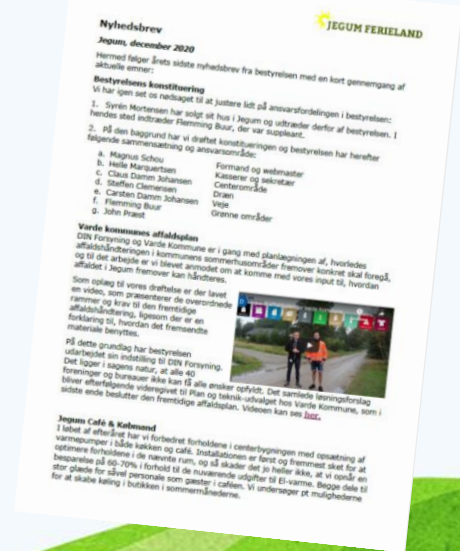 JEGUM FERIELAND
Nyhedsbrev
Jegum, december 2020
Hermed følger årets sidste nyhedsbrev fra bestyrelsen med en kort gennemgang af
aktuelle emner:
Bestyrelsens konstituering
Vi har igen set os nødsaget til at justere lidt på ansvarsfordelingen i bestyrelsen:
1. Syrén Mortensen har solgt sit hus i Jegum og udtræder derfor af bestyrelsen. I
hendes sted indtræder Flemming Buur, der var suppleant.
2. På den baggrund har vi drøftet konstitueringen og bestyrelsen har herefter
følgende sammensætning og ansvarsområde:
a. Magnus Schou Formand og webmaster
b. Helle Marquertsen Kasserer og sekretær
c. Claus Damm Johansen Centerområde
d. Steffen Clemensen Dræn
e. Carsten Damm Johansen Veje
f. Flemming Buur Grønne områder
g. John Præst
Varde kommunes affaldsplan
DIN Forsyning og Varde Kommune er i gang med planlægningen af, hvorledes
affaldshåndteringen i kommunens sommerhusområder fremover konkret skal foregå,
og til det arbejde er vi blevet anmodet om at komme med vores input til, hvordan
affaldet i Jegum fremover kan håndteres.
Som oplæg til vores drøftelse er der lavet
en video, som præsenterer de overordnede
rammer og krav til den fremtidige
affaldshåndtering, ligesom der er en
forklaring til, hvordan det fremsendte
materiale benyttes.
På dette grundlag har bestyrelsen
udarbejdet sin indstilling til DIN Forsyning.
Det ligger i sagens natur, at alle 40
foreninger og bureauer ikke kan få alle ønsker opfyldt. Det samlede løsningsforslag
bliver efterfølgende videregivet til Plan og teknik-udvalget hos Varde Kommune, som i
sidste ende beslutter den fremtidige affaldsplan. Videoen kan ses her.
Jegum Café & Købmand
I løbet af efteråret har vi forbedret forholdene i centerbygningen med opsætning af
varmepumper i både køkken og café. Installationen er først og fremmest sket for at
optimere forholdene i de nævnte rum, og så skader det jo heller ikke, at vi opnår en
besparelse på 60-70% i forhold til de nuværende udgifter til El-varme. Begge dele til
stor glæde for såvel personale som gæster i caféen. Vi undersøger pt mulighederne
for at skabe køling i butikken i sommermånederne.